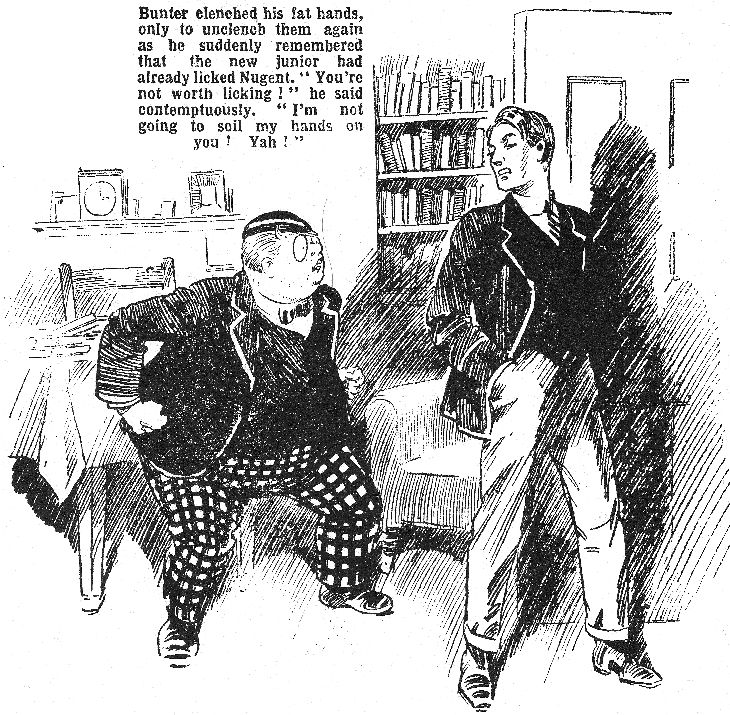 Bunter clenched his fat hands,
only to unclench them again
as he suddenly remembered
that the new junior had
already licked Nugent. “ You're
not worth licking ! ” he said
contemptuously. “ I'm not
going to soil my hands on
you ! Yah ! ”